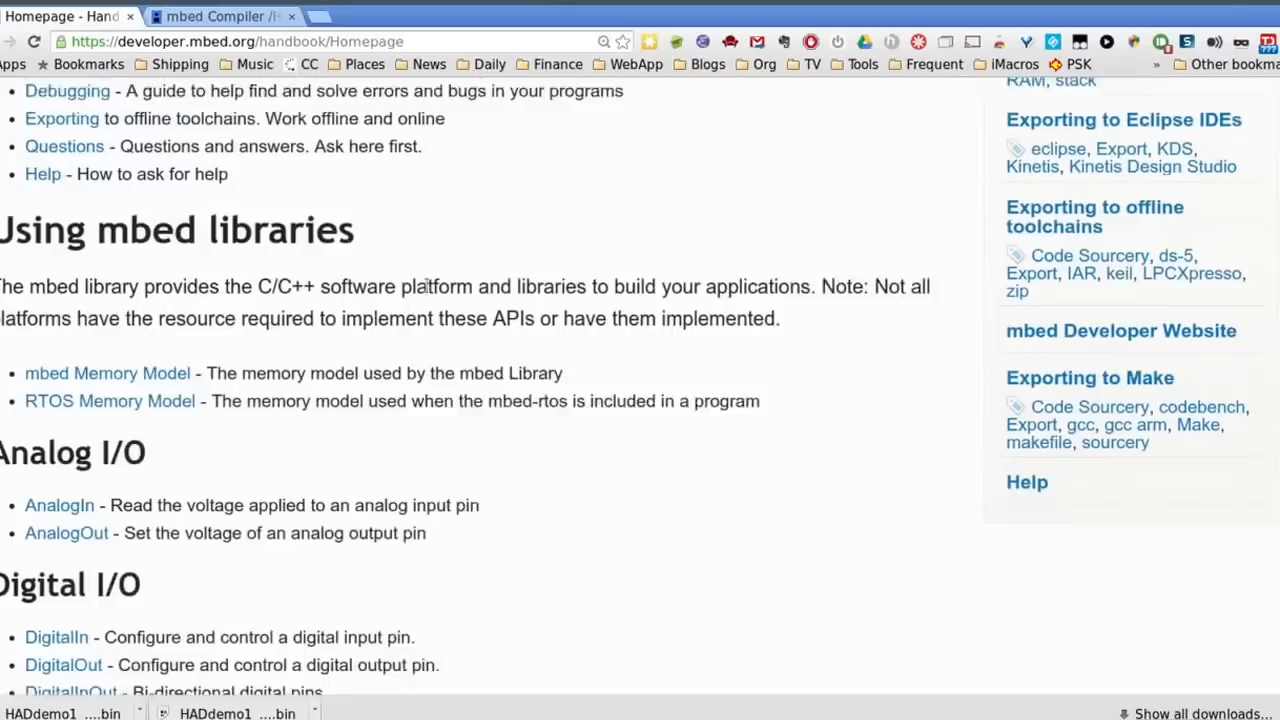 Homepage - Hand
mbed Compiler /H
https://developer.mbed.org/handbook/Homepage
Apps Bookmarks Shipping Music CC Places News Daily Finance WebApp Blogs Org TV Tools Frequent iMacros PSK » Other bookma
Debugging - A guide to help find and solve errors and bugs in your programs
Exporting to offline toolchains. Work offline and online
Questions - Questions and answers. Ask here first.
Help - How to ask for help
Using mbed libraries
The mbed library provides the C/C++ software platform and libraries to build your applications. Note: Not all
platforms have the resource required to implement these APIs or have them implemented.
mbed Memory Model - The memory model used by the mbed Library
RTOS Memory Model - The memory model used when the mbed-rtos is included in a program
Analog I/O
AnalogIn - Read the voltage applied to an analog input pin
AnalogOut - Set the voltage of an analog output pin
Digital I/O
DigitalIn - Configure and control a digital input pin.
DigitalOut - Configure and control a digital output pin.
DigitalInOut - Bi-directional digital pins
RAM, stack
Exporting to Eclipse IDEs
eclipse, Export, KDS,
Kinetis, Kinetis Design Studio
Exporting to offline
toolchains
Code Sourcery, ds-5,
Export, IAR, keil, LPCXpresso,
zip
mbed Developer Website
Exporting to Make
Code Sourcery, codebench,
Export, gcc, gcc arm, Make,
makefile, sourcery
Help
HADdemo1_....bin
HADdemo1_....bin
Show all downloads...